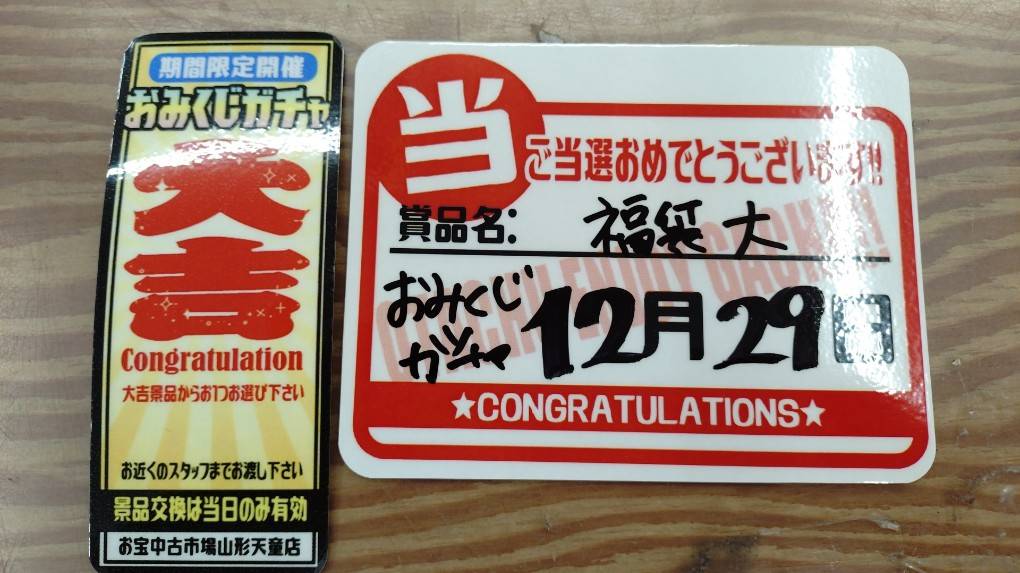 期間限定開催
おみくじガチャ
大吉
Congratulation
大吉景品からお1つお選び下さい
お近くのスタッフまでお渡し下さい
景品交換は当日のみ有効
お宝中古市場山形天童店
当
ご当選おめでとうございます!!
賞品名: 福袋 大
おみくじ
ガチャ
12月29日
★CONGRATULATIONS★